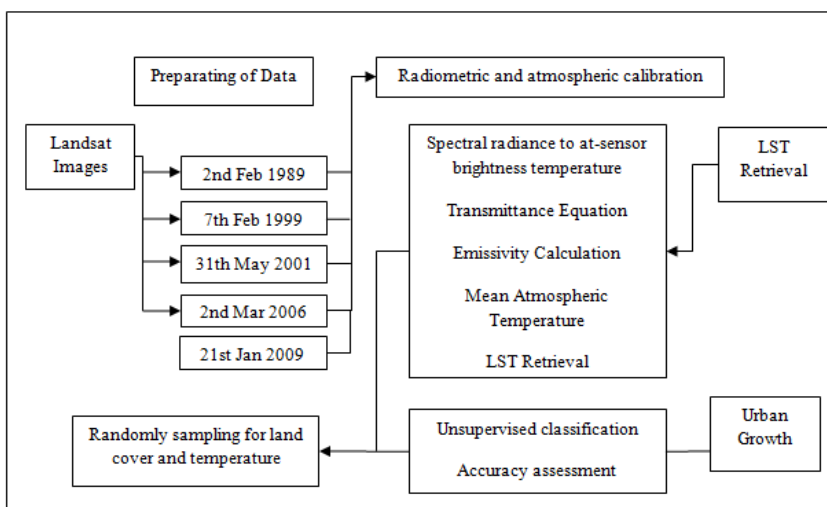 Preparating of Data
Radiometric and atmospheric calibration
Landsat
Images
2nd Feb 1989
7th Feb 1999
31th May 2001
2nd Mar 2006
21st Jan 2009
Spectral radiance to at-sensor
brightness temperature
Transmittance Equation
Emissivity Calculation
Mean Atmospheric
Temperature
LST Retrieval
LST
Retrieval
Randomly sampling for land
cover and temperature
Unsupervised classification
Accuracy assessment
Urban
Growth